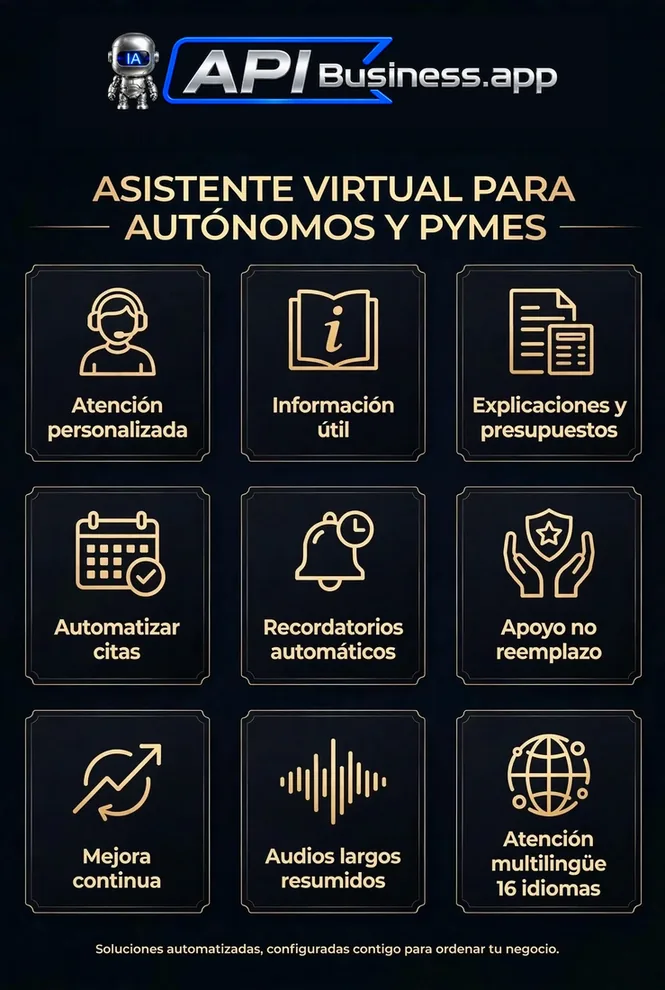 IA
API Business.app
ASISTENTE VIRTUAL PARA
AUTÓNOMOS Y PYMES
Atención
personalizada
i
Información
útil
Explicaciones y
presupuestos
Automatizar
citas
Recordatorios
automáticos
Apoyo no
reemplazo
Mejora
continua
Audios largos
resumidos
Atención
multilingüe
16 idiomas
Soluciones automatizadas, configuradas contigo para ordenar tu negocio.